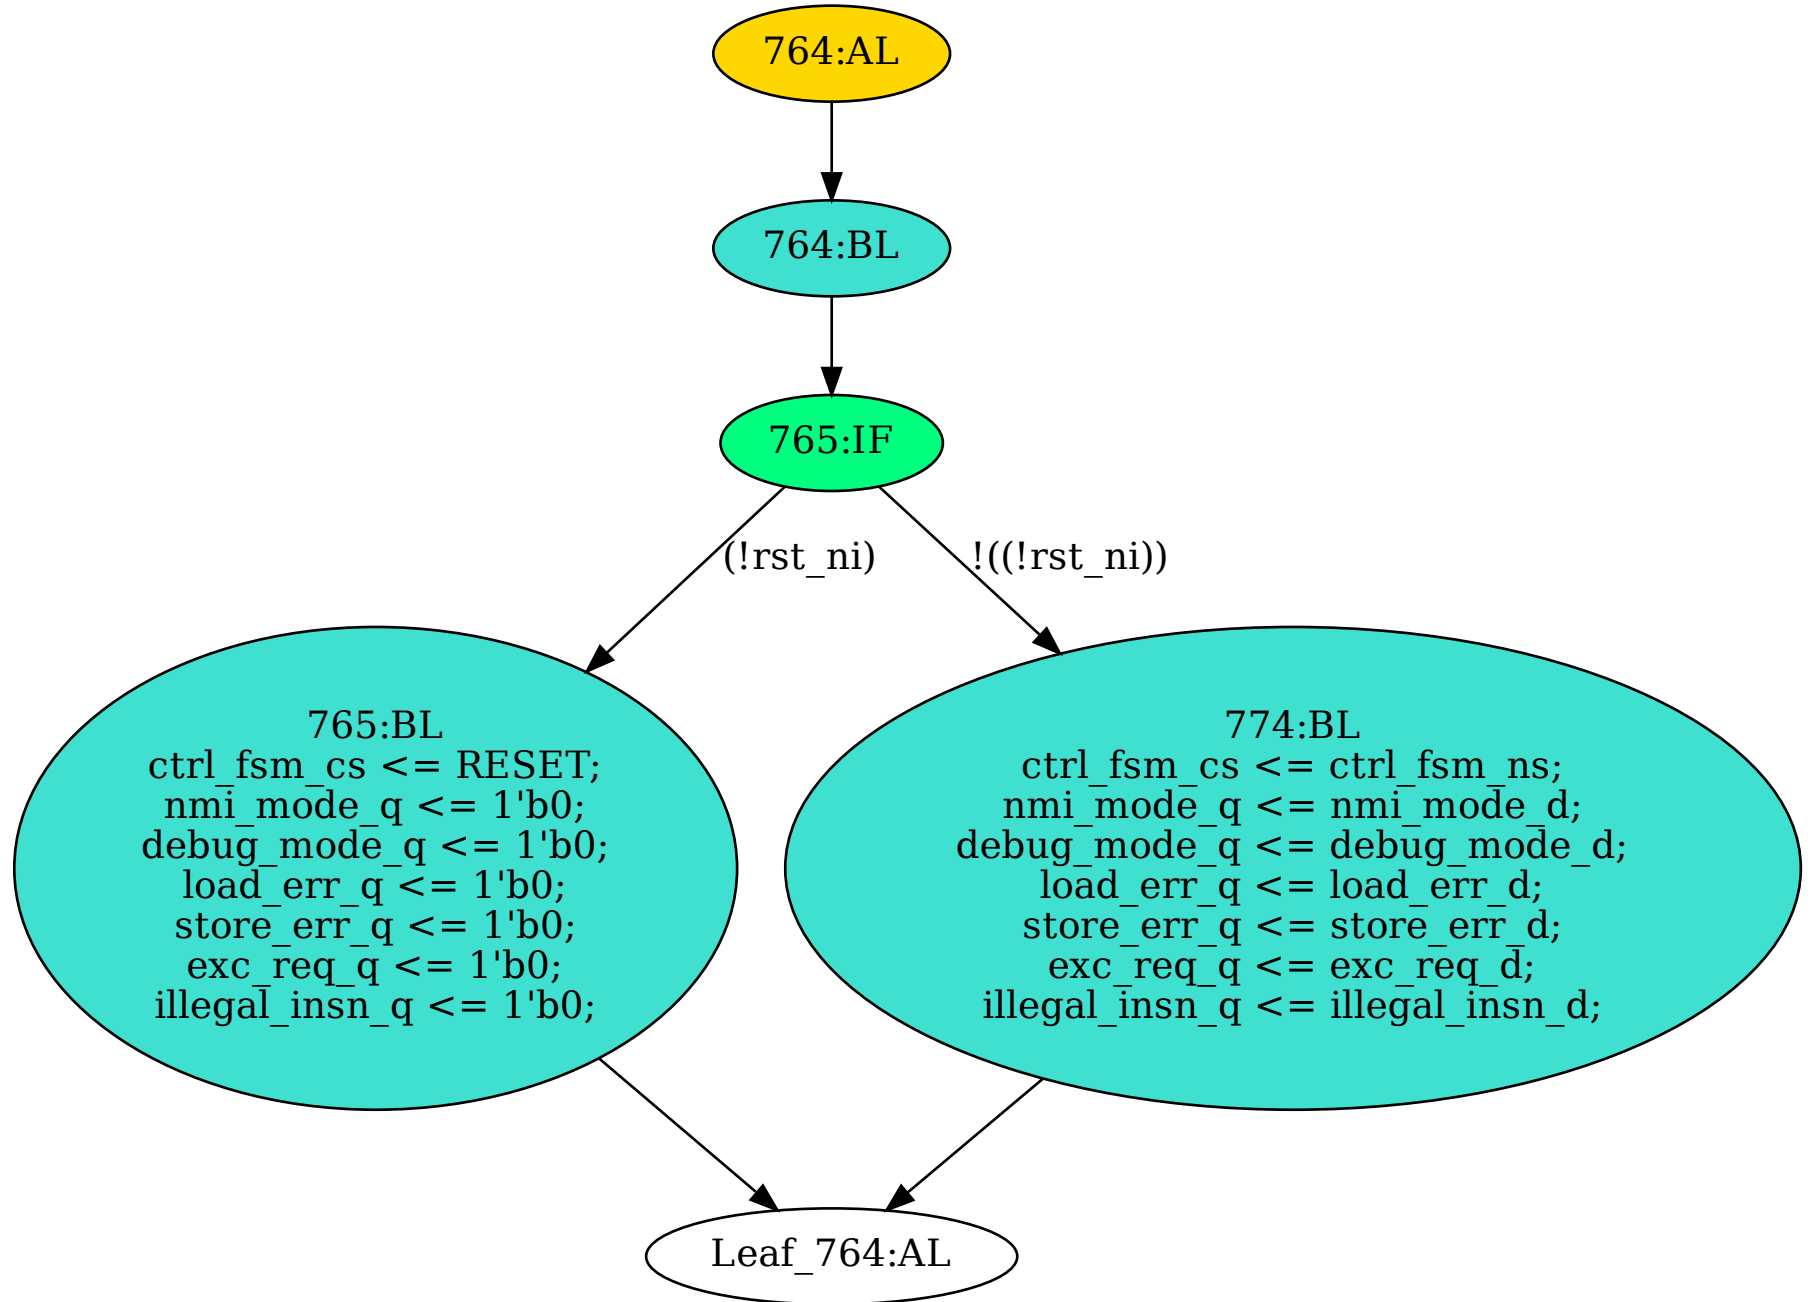 764:AL
764:BL
765:IF
(!rst_ni)
!((!rst_ni))
765:BL
ctrl_fsm_cs <= RESET;
nmi_mode_q <= 1'b0;
debug_mode_q <= 1'b0;
load_err_q <= 1'b0;
store_err_q <= 1'b0;
exc_req_q <= 1'b0;
illegal_insn_q <= 1'b0;
774:BL
ctrl_fsm_cs <= ctrl_fsm_ns;
nmi_mode_q <= nmi_mode_d;
debug_mode_q <= debug_mode_d;
load_err_q <= load_err_d;
store_err_q <= store_err_d;
exc_req_q <= exc_req_d;
illegal_insn_q <= illegal_insn_d;
Leaf_764:AL